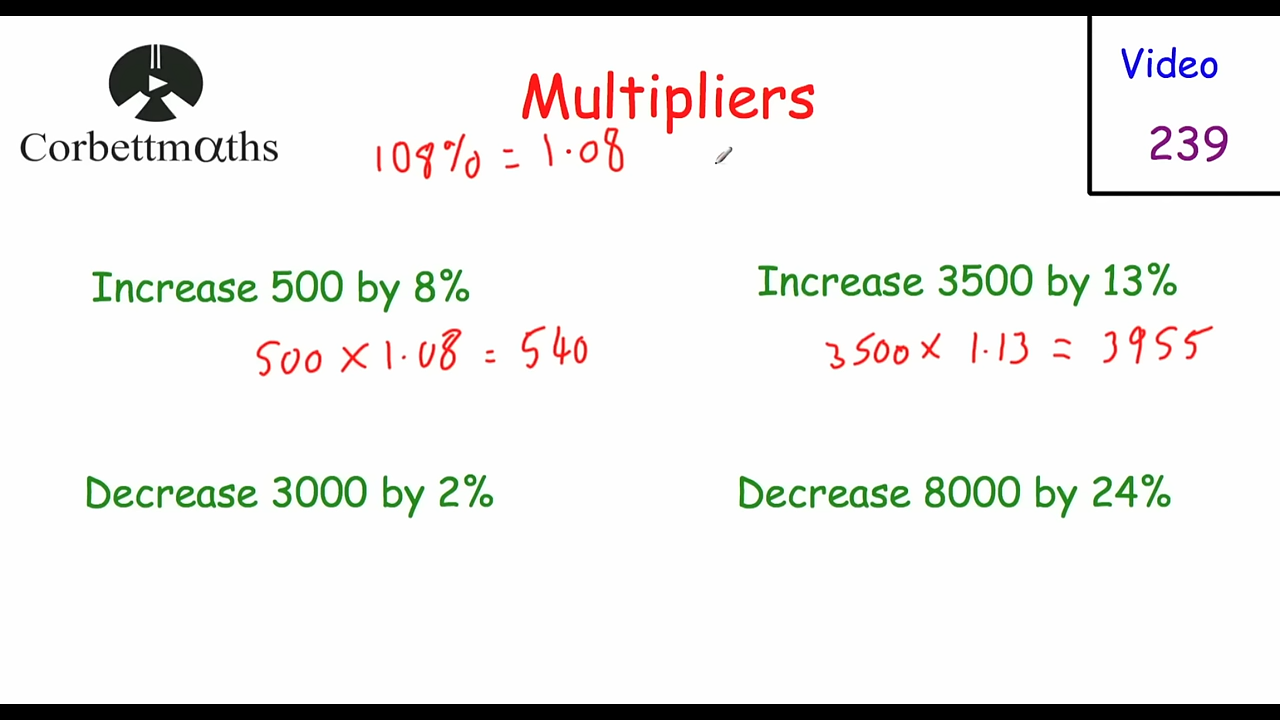 Corbettmαths
Multipliers
108% = 1.08
Video
239
Increase 500 by 8%
500 × 1.08 = 540
Increase 3500 by 13%
3500 × 1.13 = 3955
Decrease 3000 by 2%
Decrease 8000 by 24%